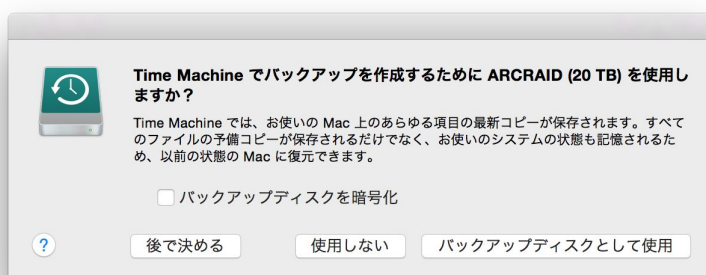 Time Machine でバックアップを作成するために ARCRAID (20 TB) を使用し
ますか？
Time Machine では、お使いの Mac 上のあらゆる項目の最新コピーが保存されます。すべて
のファイルの予備コピーが保存されるだけでなく、お使いのシステムの状態も記憶されるた
め、以前の状態の Mac に復元できます。
バックアップディスクを暗号化
? 後で決める 使用しない バックアップディスクとして使用